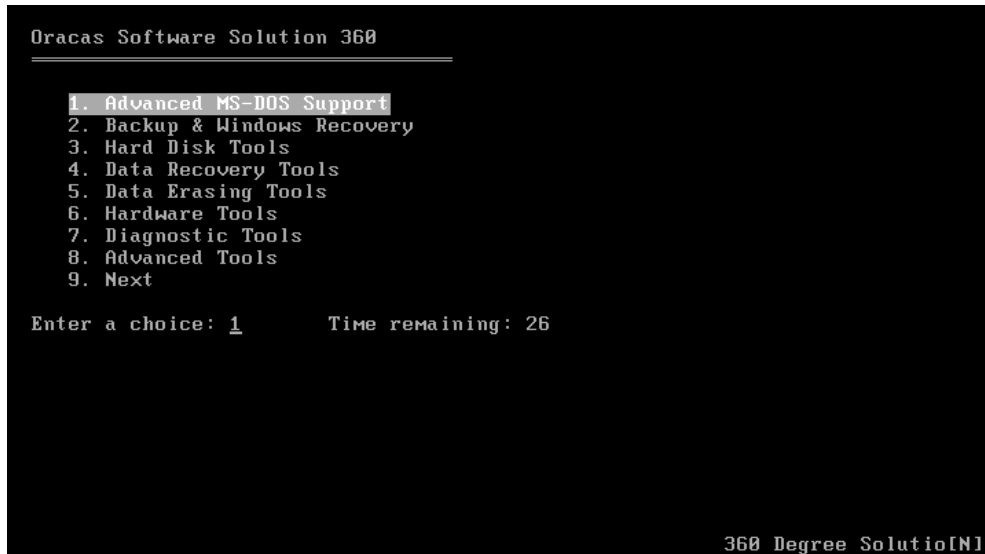 Oracas Software Solution 360
1. Advanced MS-DOS Support
2. Backup & Windows Recovery
3. Hard Disk Tools
4. Data Recovery Tools
5. Data Erasing Tools
6. Hardware Tools
7. Diagnostic Tools
8. Advanced Tools
9. Next
Enter a choice: 1 Time remaining: 26
360 Degree Solutio[N]